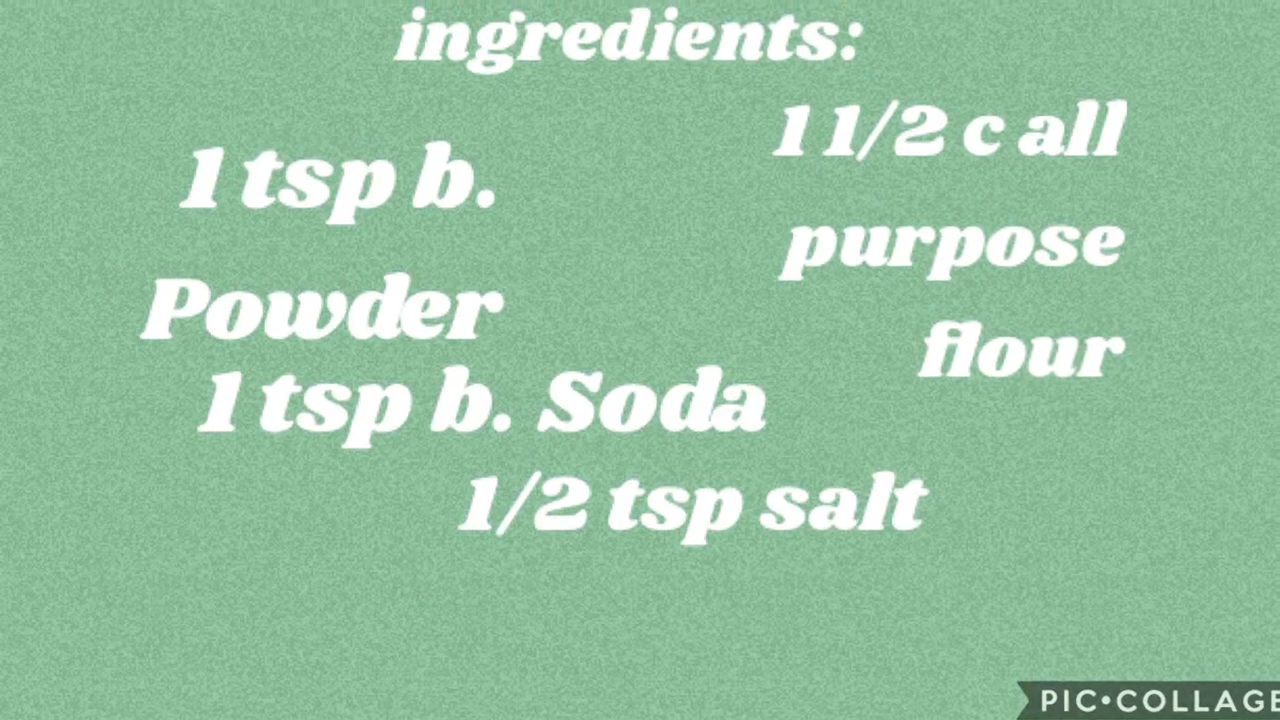 ingredients:
1 tsp b.
Powder
1 1/2 c all
purpose
flour
1 tsp b. Soda
1/2 tsp salt
PIC•COLLAGE